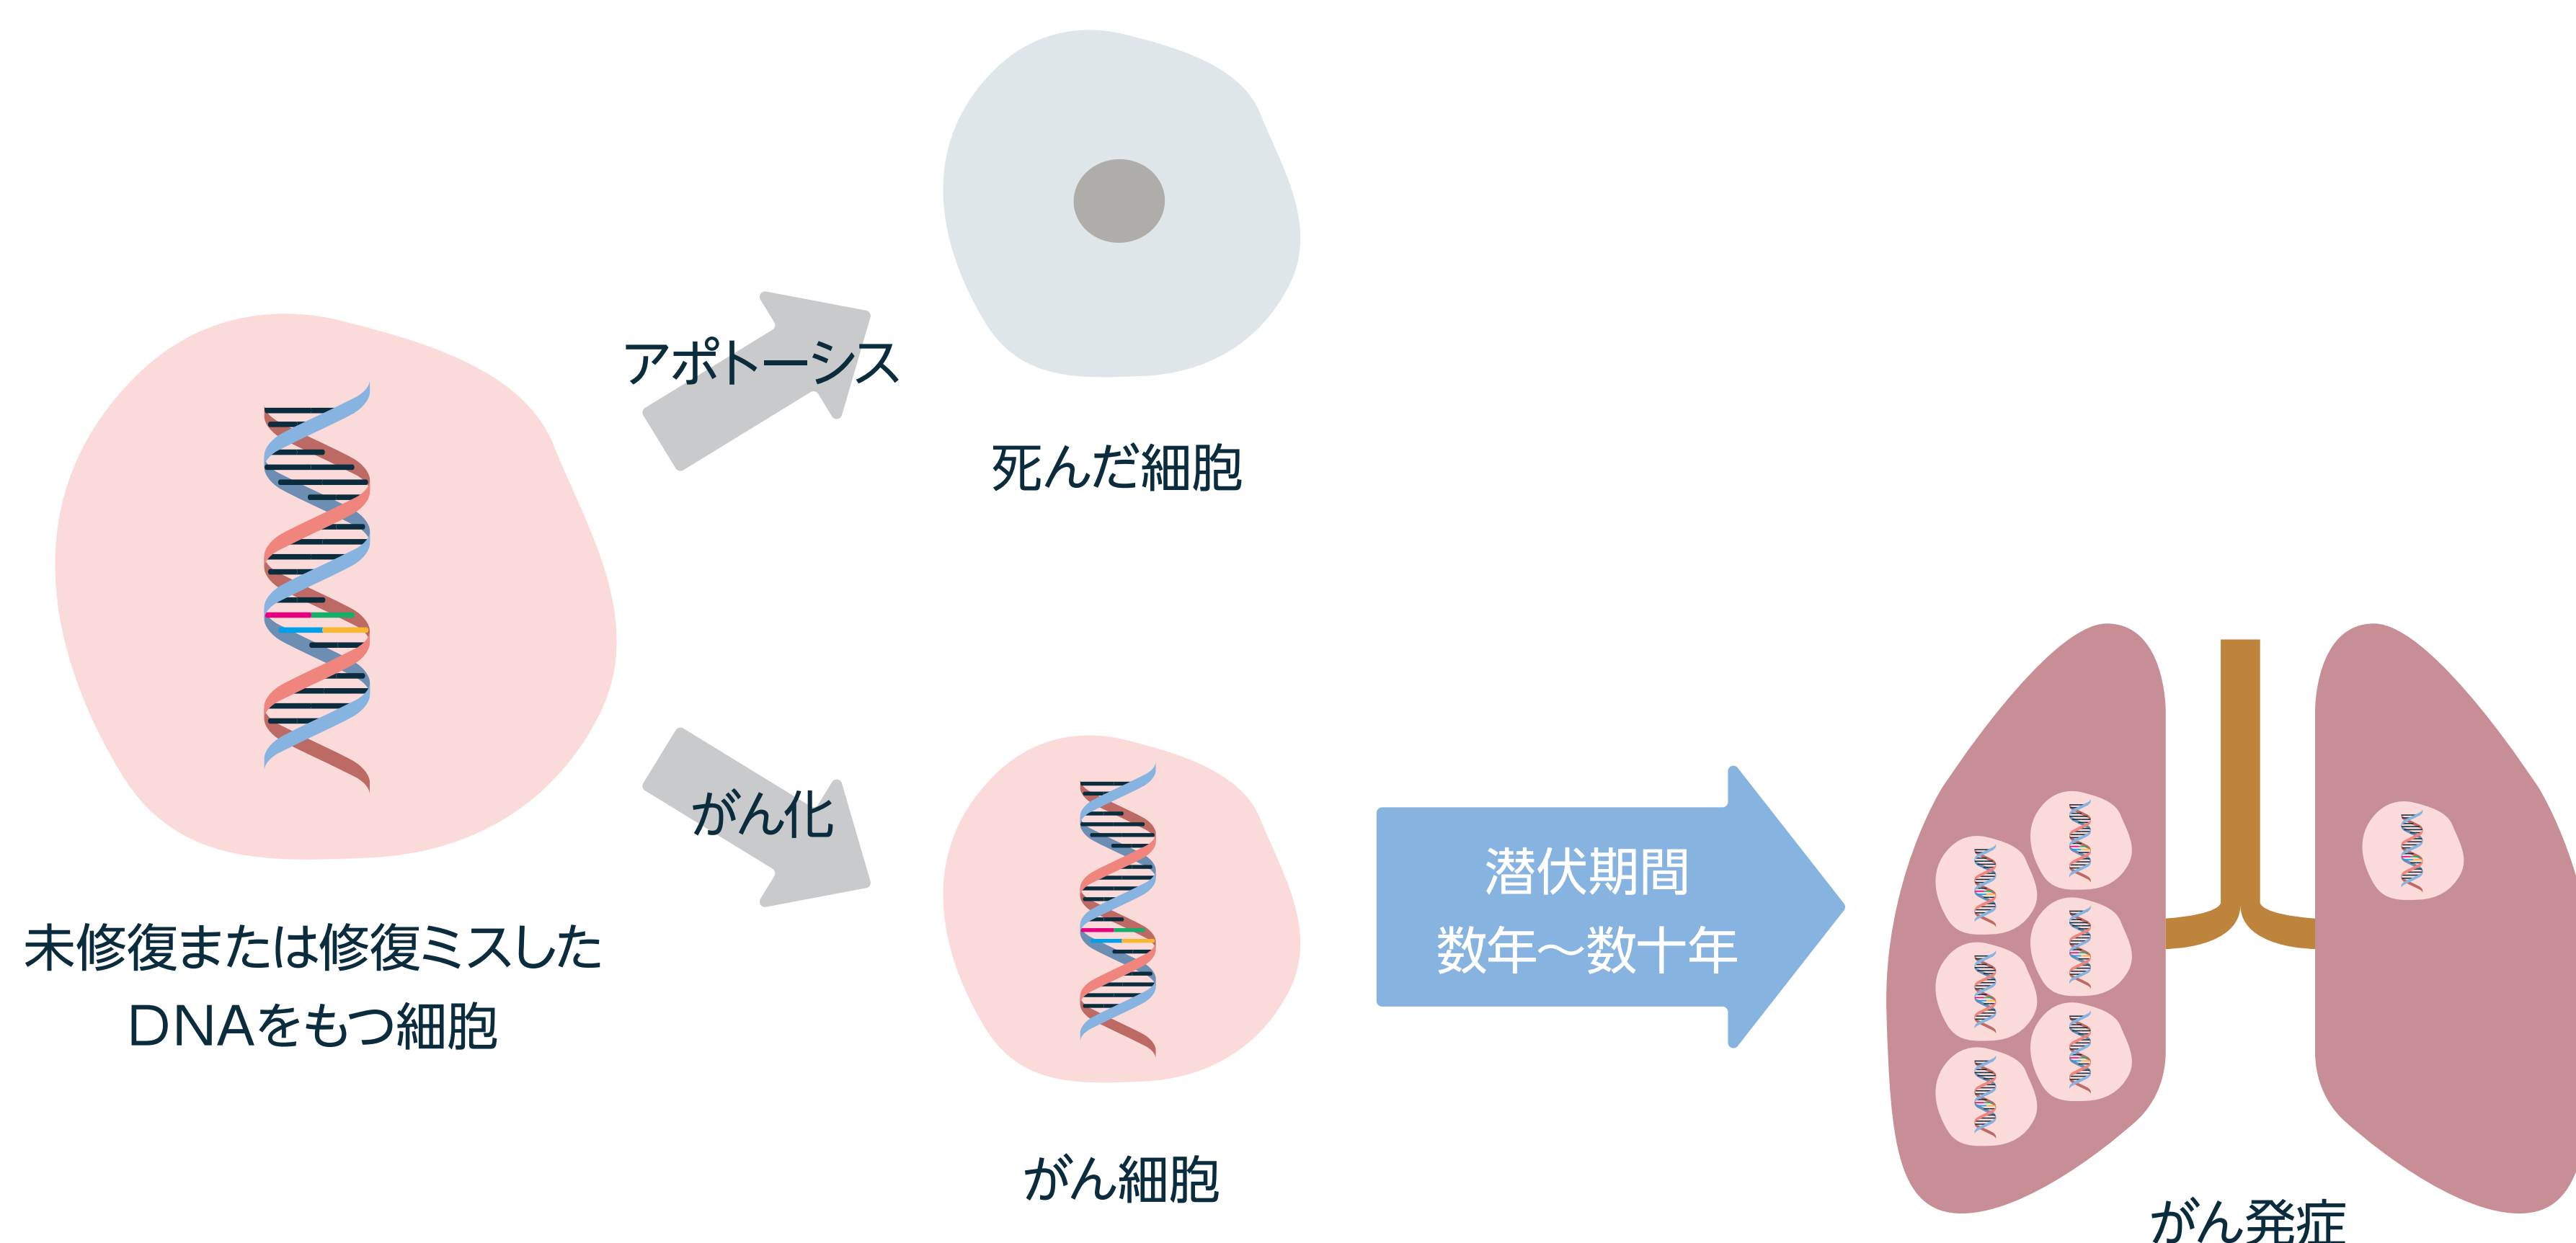 アポトーシス
死んだ細胞
未修復または修復ミスした
DNAをもつ細胞
がん化
がん細胞
潜伏期間
数年〜数十年
がん発症